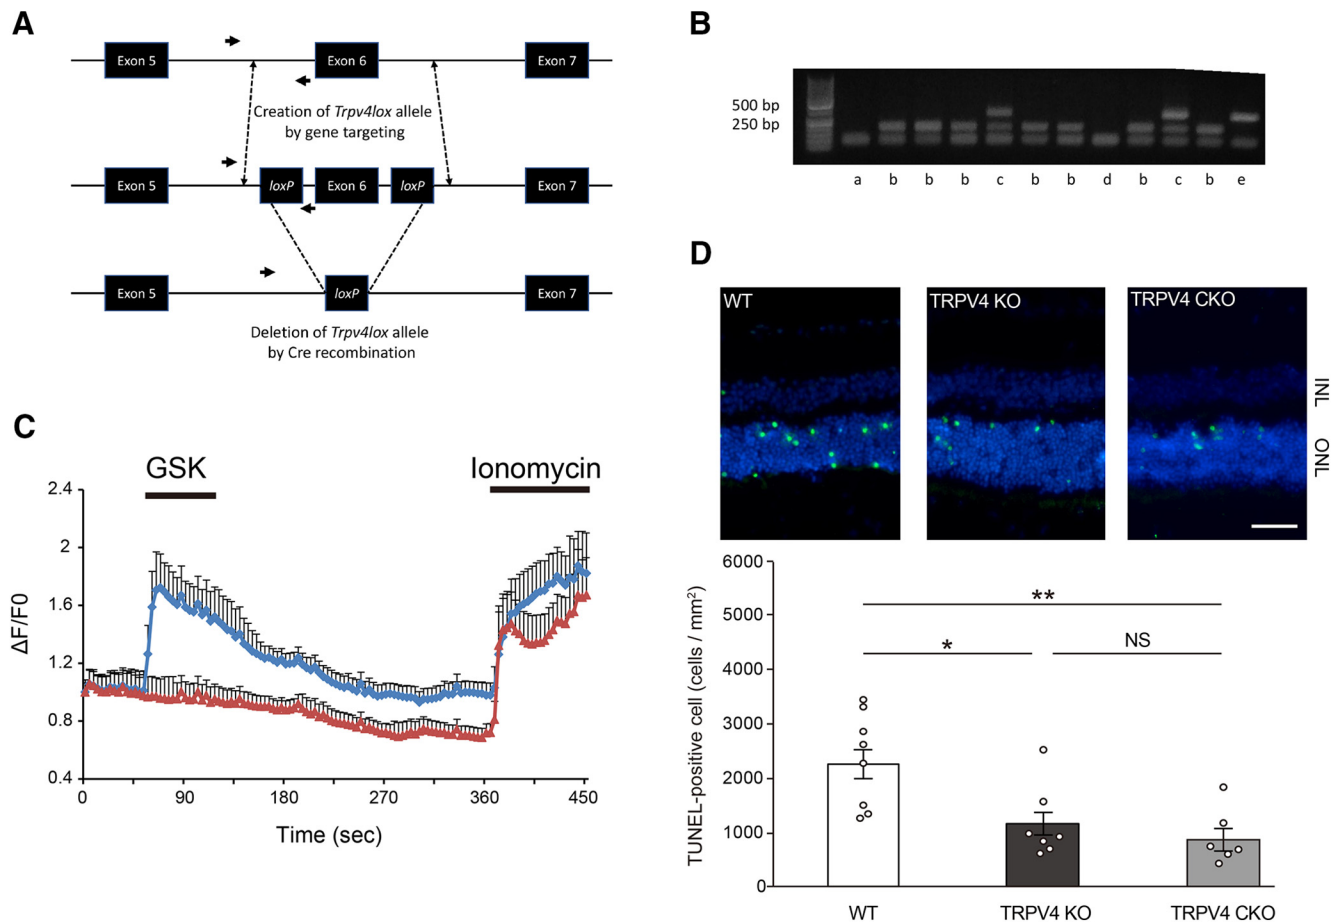 A
Exon 5
Exon 6
Exon 7
Creation of Trpv4lox allele
by gene targeting
Exon 5
loxP
Exon 6
loxP
Exon 7
Exon 5
loxP
Exon 7
Deletion of Trpv4lox allele
by Cre recombination
B
500 bp
250 bp
a b b b c b b d b c b e
C
GSK
Ionomycin
2.4
2
1.6
1.2
0.8
0.4
ΔF/F0
0 90 180 270 360 450
Time (sec)
D
WT
TRPV4 KO
TRPV4 CKO
INL
ONL
6000
5000
4000
3000
2000
1000
0
TUNEL-positive cell (cells / mm²)
**
*
NS
WT
TRPV4 KO
TRPV4 CKO